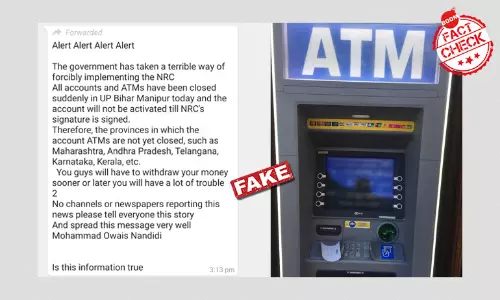 Forwarded
Alert Alert Alert Alert
The government has taken a terrible way of
forcibly implementing the NRC
All accounts and ATMs have been closed
suddenly in UP Bihar Manipur today and the
account will not be activated till NRC's
signature is signed.
Therefore, the provinces in which the
account ATMs are not yet closed, such as
Maharashtra, Andhra Pradesh, Telangana,
Karnataka, Kerala, etc.
You guys will have to withdraw your money
sooner or later you will have a lot of trouble
2
No channels or newspapers reporting this
news please tell everyone this story
And spread this message very well
Mohammad Owais Nandidi
Is this information true
3:13 pm
FAKE
ATM
BOOM
FACT
CHECK